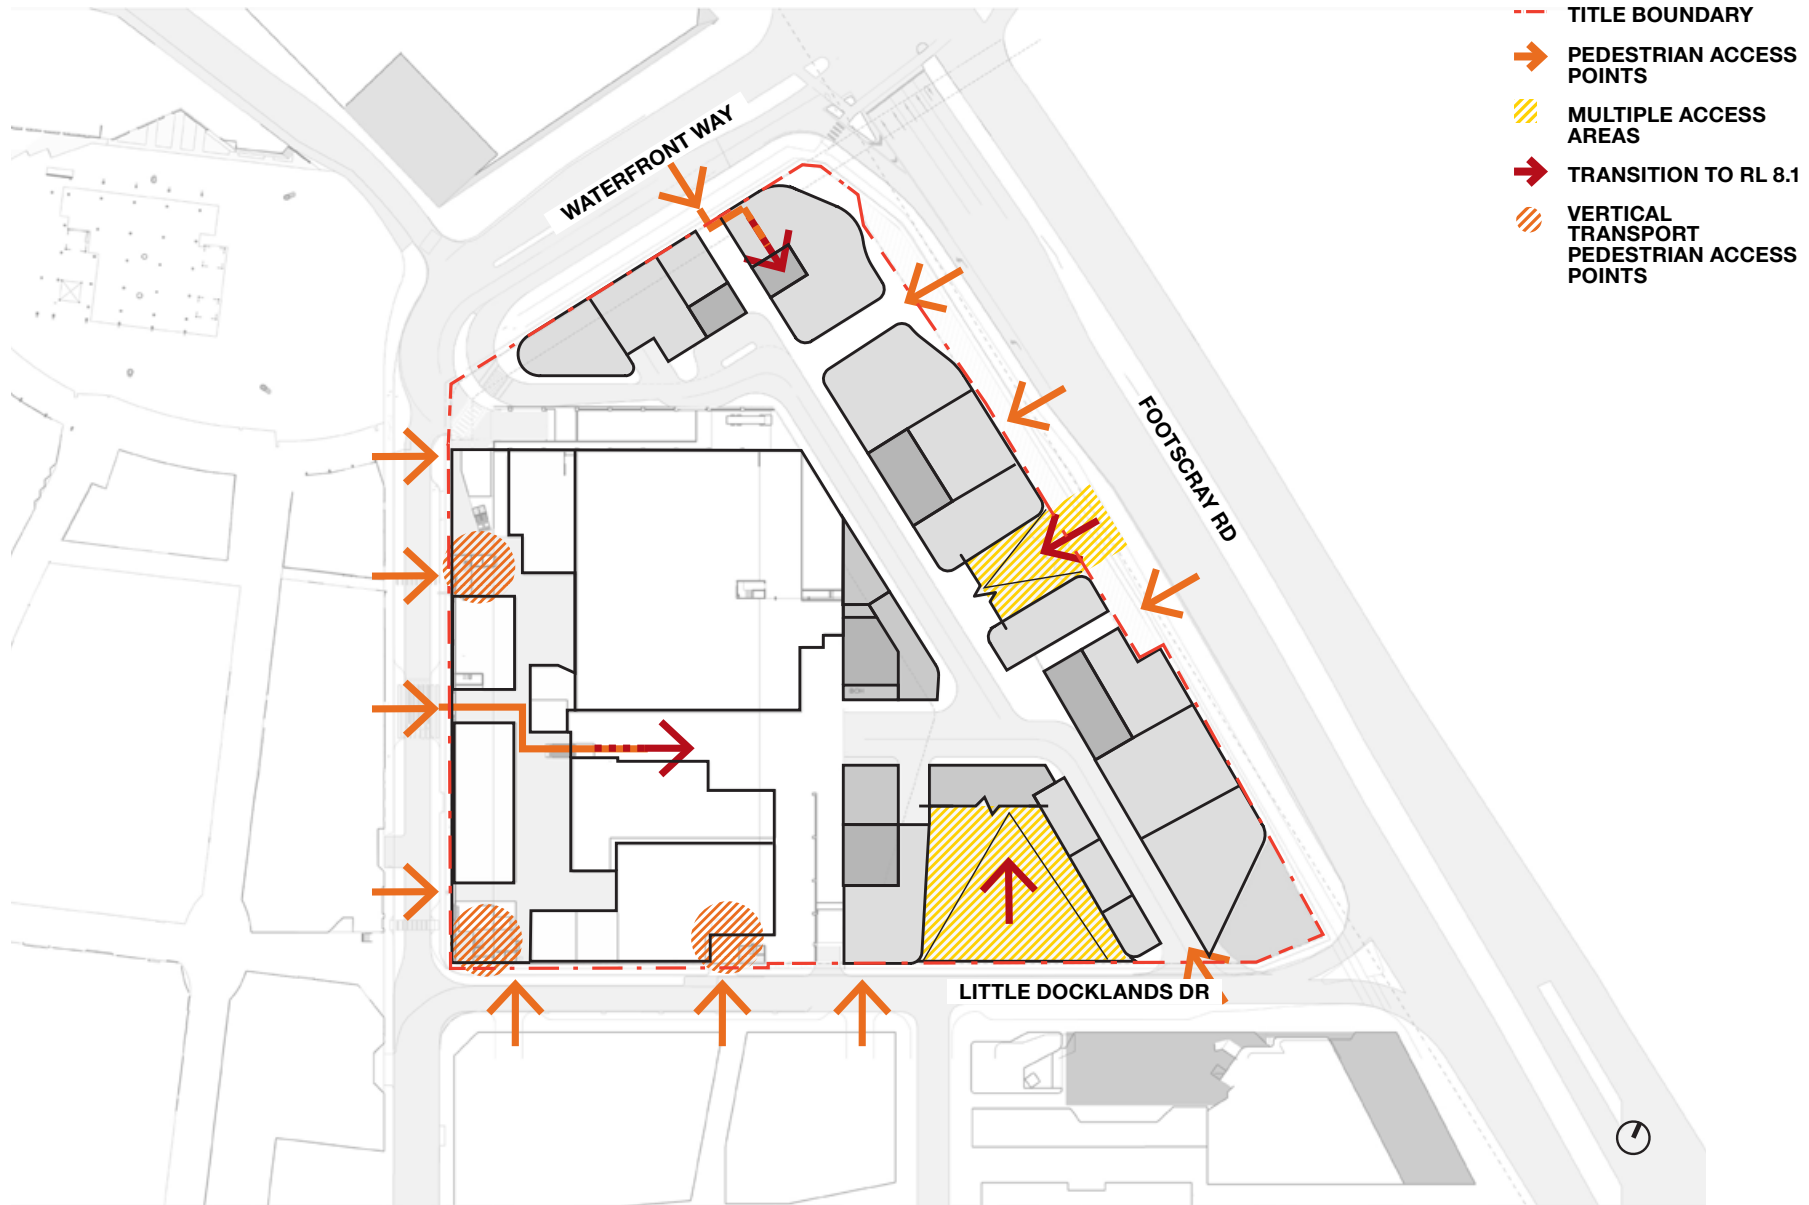 TITLE BOUNDARY
PEDESTRIAN ACCESS
POINTS
MULTIPLE ACCESS
AREAS
TRANSITION TO RL 8.1
VERTICAL
TRANSPORT
PEDESTRIAN ACCESS
POINTS
WATERFRONT WAY
FOOTSCRAY RD
LITTLE DOCKLANDS DR